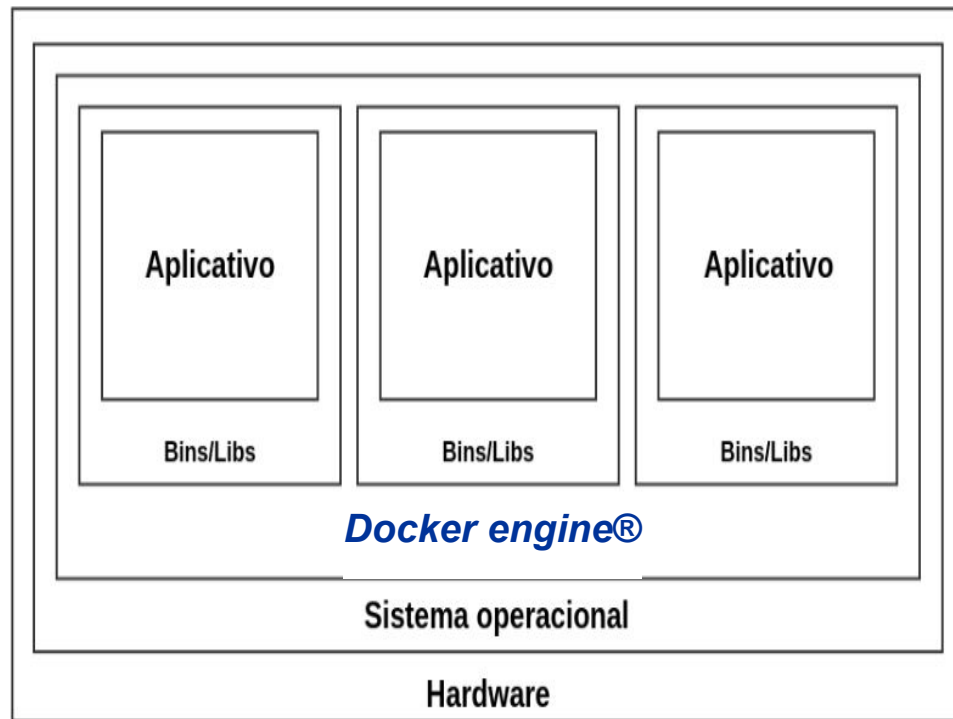 Aplicativo
Aplicativo
Aplicativo
Bins/Libs
Bins/Libs
Bins/Libs
Docker engine®
Sistema operacional
Hardware